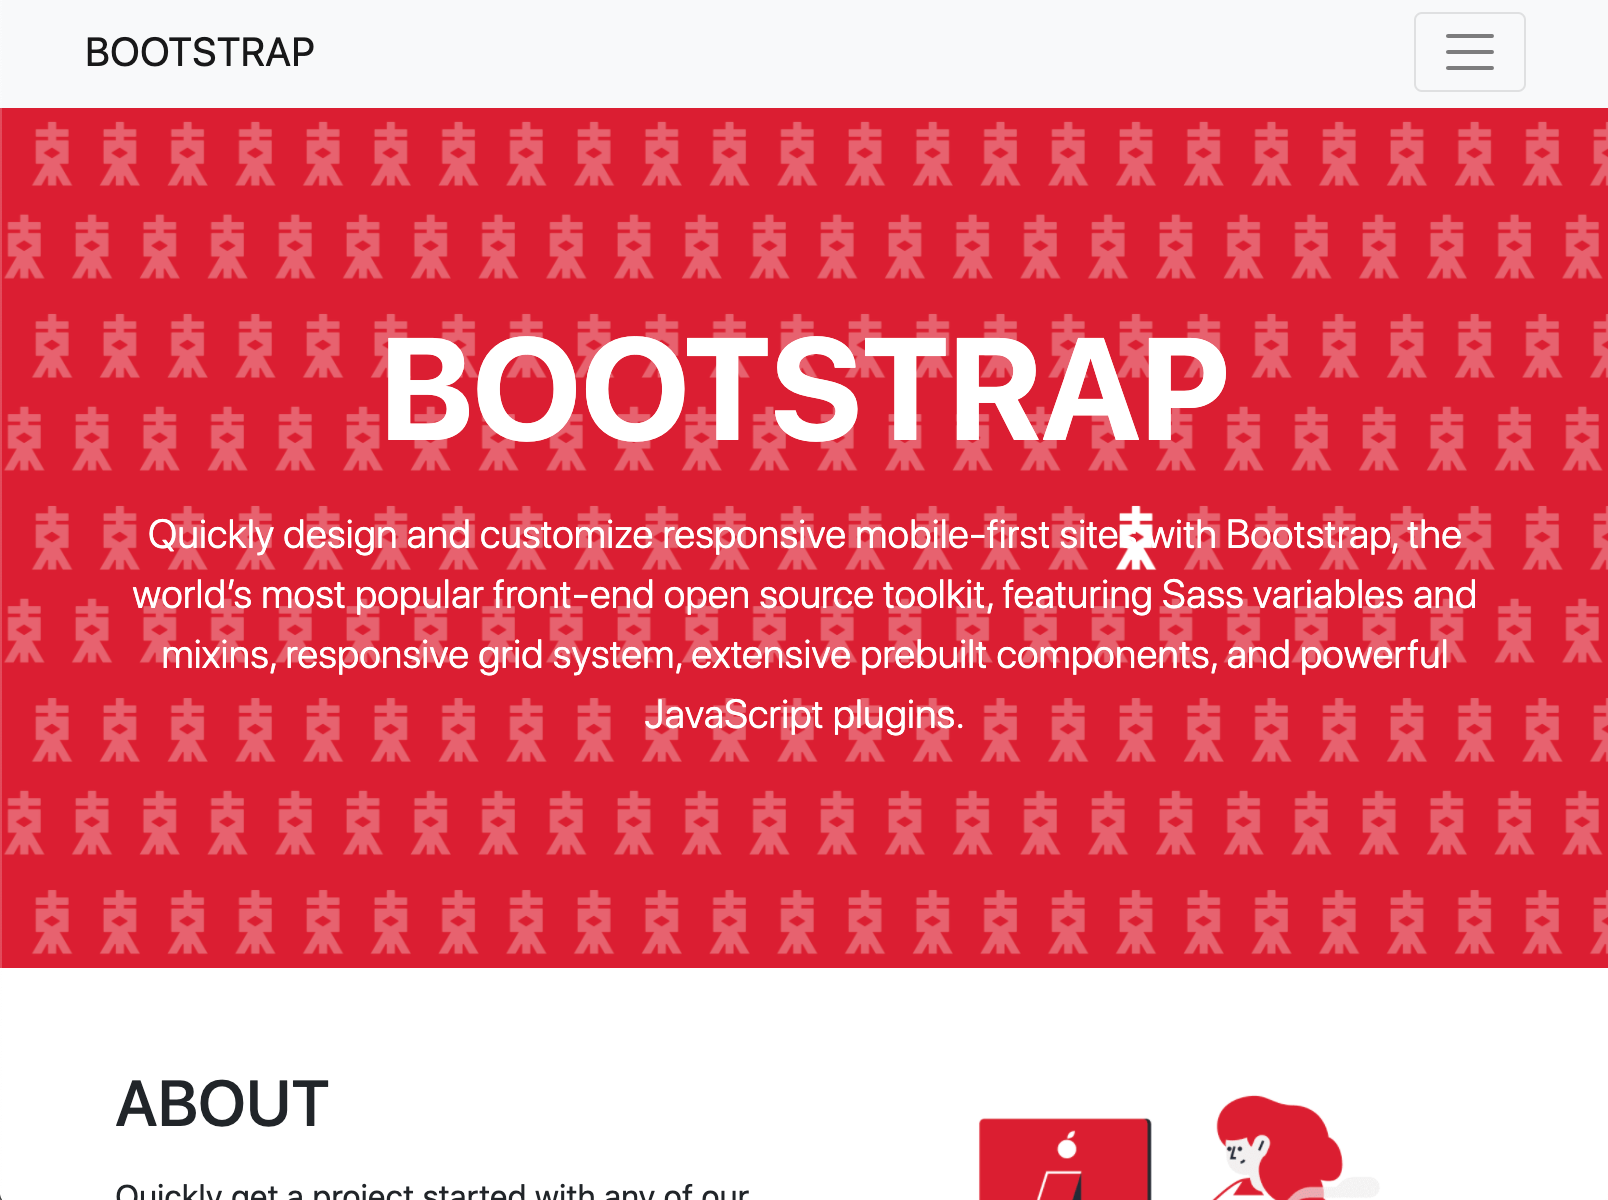 BOOTSTRAP
BOOTSTRAP
Quickly design and customize responsive mobile-first site with Bootstrap, the
world’s most popular front-end open source toolkit, featuring Sass variables and
mixins, responsive grid system, extensive prebuilt components, and powerful
JavaScript plugins.
ABOUT
Quickly get a project started with any of our